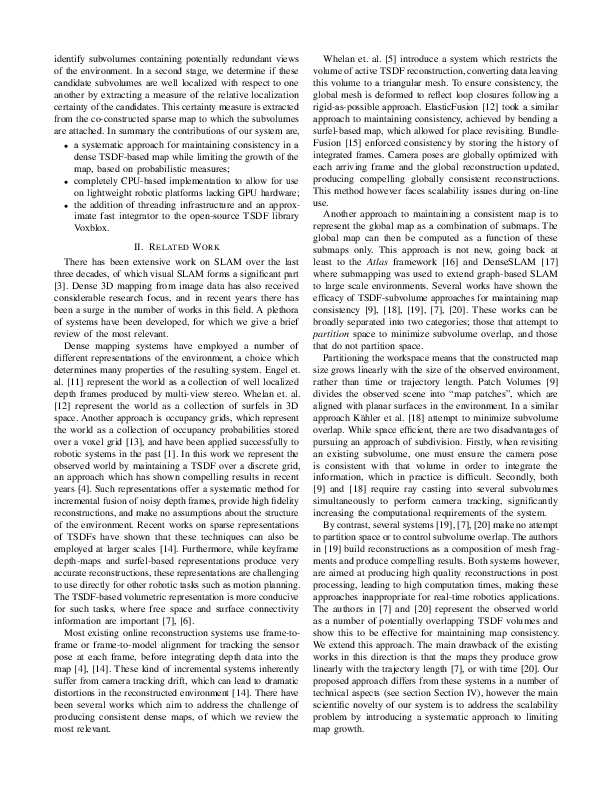 identify subvolumes containing potentially redundant views
of the environment. In a second stage, we determine if these
candidate subvolumes are well localized with respect to one
another by extracting a measure of the relative localization
certainty of the candidates. This certainty measure is extracted
from the co-constructed sparse map to which the subvolumes
are attached. In summary the contributions of our system are,
• a systematic approach for maintaining consistency in a
dense TSDF-based map while limiting the growth of the
map, based on probabilistic measures;
• completely CPU-based implementation to allow for use
on lightweight robotic platforms lacking GPU hardware;
• the addition of threading infrastructure and an approx-
imate fast integrator to the open-source TSDF library
Voxblox.
II. RELATED WORK
There has been extensive work on SLAM over the last
three decades, of which visual SLAM forms a significant part
[3]. Dense 3D mapping from image data has also received
considerable research focus, and in recent years there has
been a surge in the number of works in this field. A plethora
of systems have been developed, for which we give a brief
review of the most relevant.
Dense mapping systems have employed a number of
different representations of the environment, a choice which
determines many properties of the resulting system. Engel et.
al. [11] represent the world as a collection of well localized
depth frames produced by multi-view stereo. Whelan et. al.
[12] represent the world as a collection of surfels in 3D
space. Another approach is occupancy grids, which represent
the world as a collection of occupancy probabilities stored
over a voxel grid [13], and have been applied successfully to
robotic systems in the past [1]. In this work we represent the
observed world by maintaining a TSDF over a discrete grid,
an approach which has shown compelling results in recent
years [4]. Such representations offer a systematic method for
incremental fusion of noisy depth frames, provide high fidelity
reconstructions, and make no assumptions about the structure
of the environment. Recent works on sparse representations
of TSDFs have shown that these techniques can also be
employed at larger scales [14]. Furthermore, while keyframe
depth-maps and surfel-based representations produce very
accurate reconstructions, these representations are challenging
to use directly for other robotic tasks such as motion planning.
The TSDF-based volumetric representation is more conducive
for such tasks, where free space and surface connectivity
information are important [7], [6].
Most existing online reconstruction systems use frame-to-
frame or frame-to-model alignment for tracking the sensor
pose at each frame, before integrating depth data into the
map [4], [14]. These kind of incremental systems inherently
suffer from camera tracking drift, which can lead to dramatic
distortions in the reconstructed environment [14]. There have
been several works which aim to address the challenge of
producing consistent dense maps, of which we review the
most relevant.
Whelan et. al. [5] introduce a system which restricts the
volume of active TSDF reconstruction, converting data leaving
this volume to a triangular mesh. To ensure consistency, the
global mesh is deformed to reflect loop closures following a
rigid-as-possible approach. ElasticFusion [12] took a similar
approach to maintaining consistency, achieved by bending a
surfel-based map, which allowed for place revisiting. Bundle-
Fusion [15] enforced consistency by storing the history of
integrated frames. Camera poses are globally optimized with
each arriving frame and the global reconstruction updated,
producing compelling globally consistent reconstructions.
This method however faces scalability issues during on-line
use.
Another approach to maintaining a consistent map is to
represent the global map as a combination of submaps. The
global map can then be computed as a function of these
submaps only. This approach is not new, going back at
least to the Atlas framework [16] and DenseSLAM [17]
where submapping was used to extend graph-based SLAM
to large scale environments. Several works have shown the
efficacy of TSDF-subvolume approaches for maintaining map
consistency [9], [18], [19], [7], [20]. These works can be
broadly separated into two categories; those that attempt to
partition space to minimize subvolume overlap, and those
that do not partition space.
Partitioning the workspace means that the constructed map
size grows linearly with the size of the observed environment,
rather than time or trajectory length. Patch Volumes [9]
divides the observed scene into “map patches”, which are
aligned with planar surfaces in the environment. In a similar
approach Kähler et al. [18] attempt to minimize subvolume
overlap. While space efficient, there are two disadvantages of
pursuing an approach of subdivision. Firstly, when revisiting
an existing subvolume, one must ensure the camera pose
is consistent with that volume in order to integrate the
information, which in practice is difficult. Secondly, both
[9] and [18] require ray casting into several subvolumes
simultaneously to perform camera tracking, significantly
increasing the computational requirements of the system.
By contrast, several systems [19], [7], [20] make no attempt
to partition space or to control subvolume overlap. The authors
in [19] build reconstructions as a composition of mesh frag-
ments and produce compelling results. Both systems however,
are aimed at producing high quality reconstructions in post
processing, leading to high computation times, making these
approaches inappropriate for real-time robotics applications.
The authors in [7] and [20] represent the observed world
as a number of potentially overlapping TSDF volumes and
show this to be effective for maintaining map consistency.
We extend this approach. The main drawback of the existing
works in this direction is that the maps they produce grow
linearly with the trajectory length [7], or with time [20]. Our
proposed approach differs from these systems in a number of
technical aspects (see section Section IV), however the main
scientific novelty of our system is to address the scalability
problem by introducing a systematic approach to limiting
map growth.